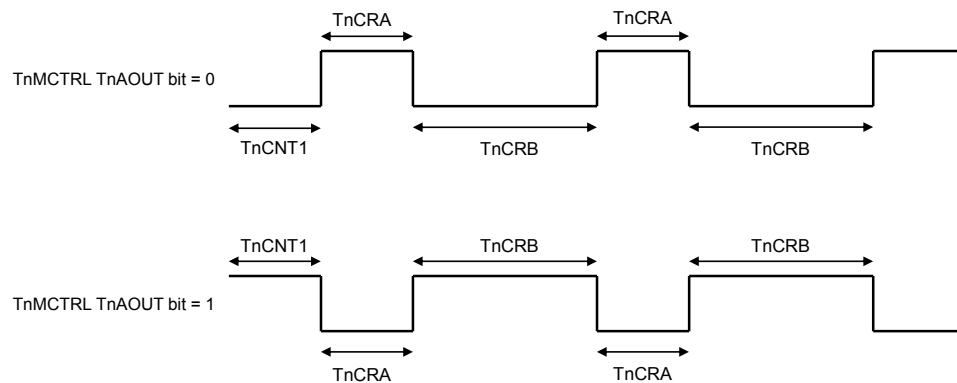 TnCRA TnCRA
TnMCTRL TnAOUT bit = 0
TnCNT1 TnCRB TnCRB
TnCNT1 TnCRB TnCRB
TnMCTRL TnAOUT bit = 1
TnCRA TnCRA